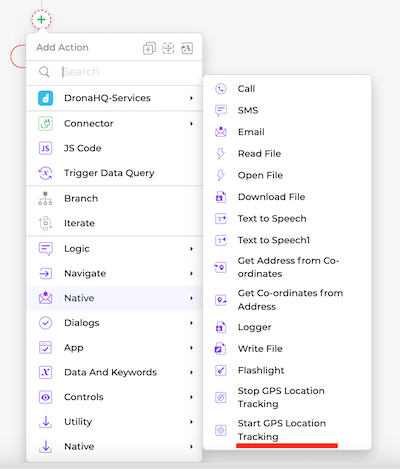 Add Action
Search
DronaHQ-Services
Connector
JS Code
Trigger Data Query
Branch
Iterate
Logic
Navigate
Native
Dialogs
App
Data And Keywords
Controls
Utility
Native
Call
SMS
Email
Read File
Open File
Download File
Text to Speech
Text to Speech1
Get Address from Co-
ordinates
Get Co-ordinates from
Address
Logger
Write File
Flashlight
Stop GPS Location
Tracking
Start GPS Location
Tracking